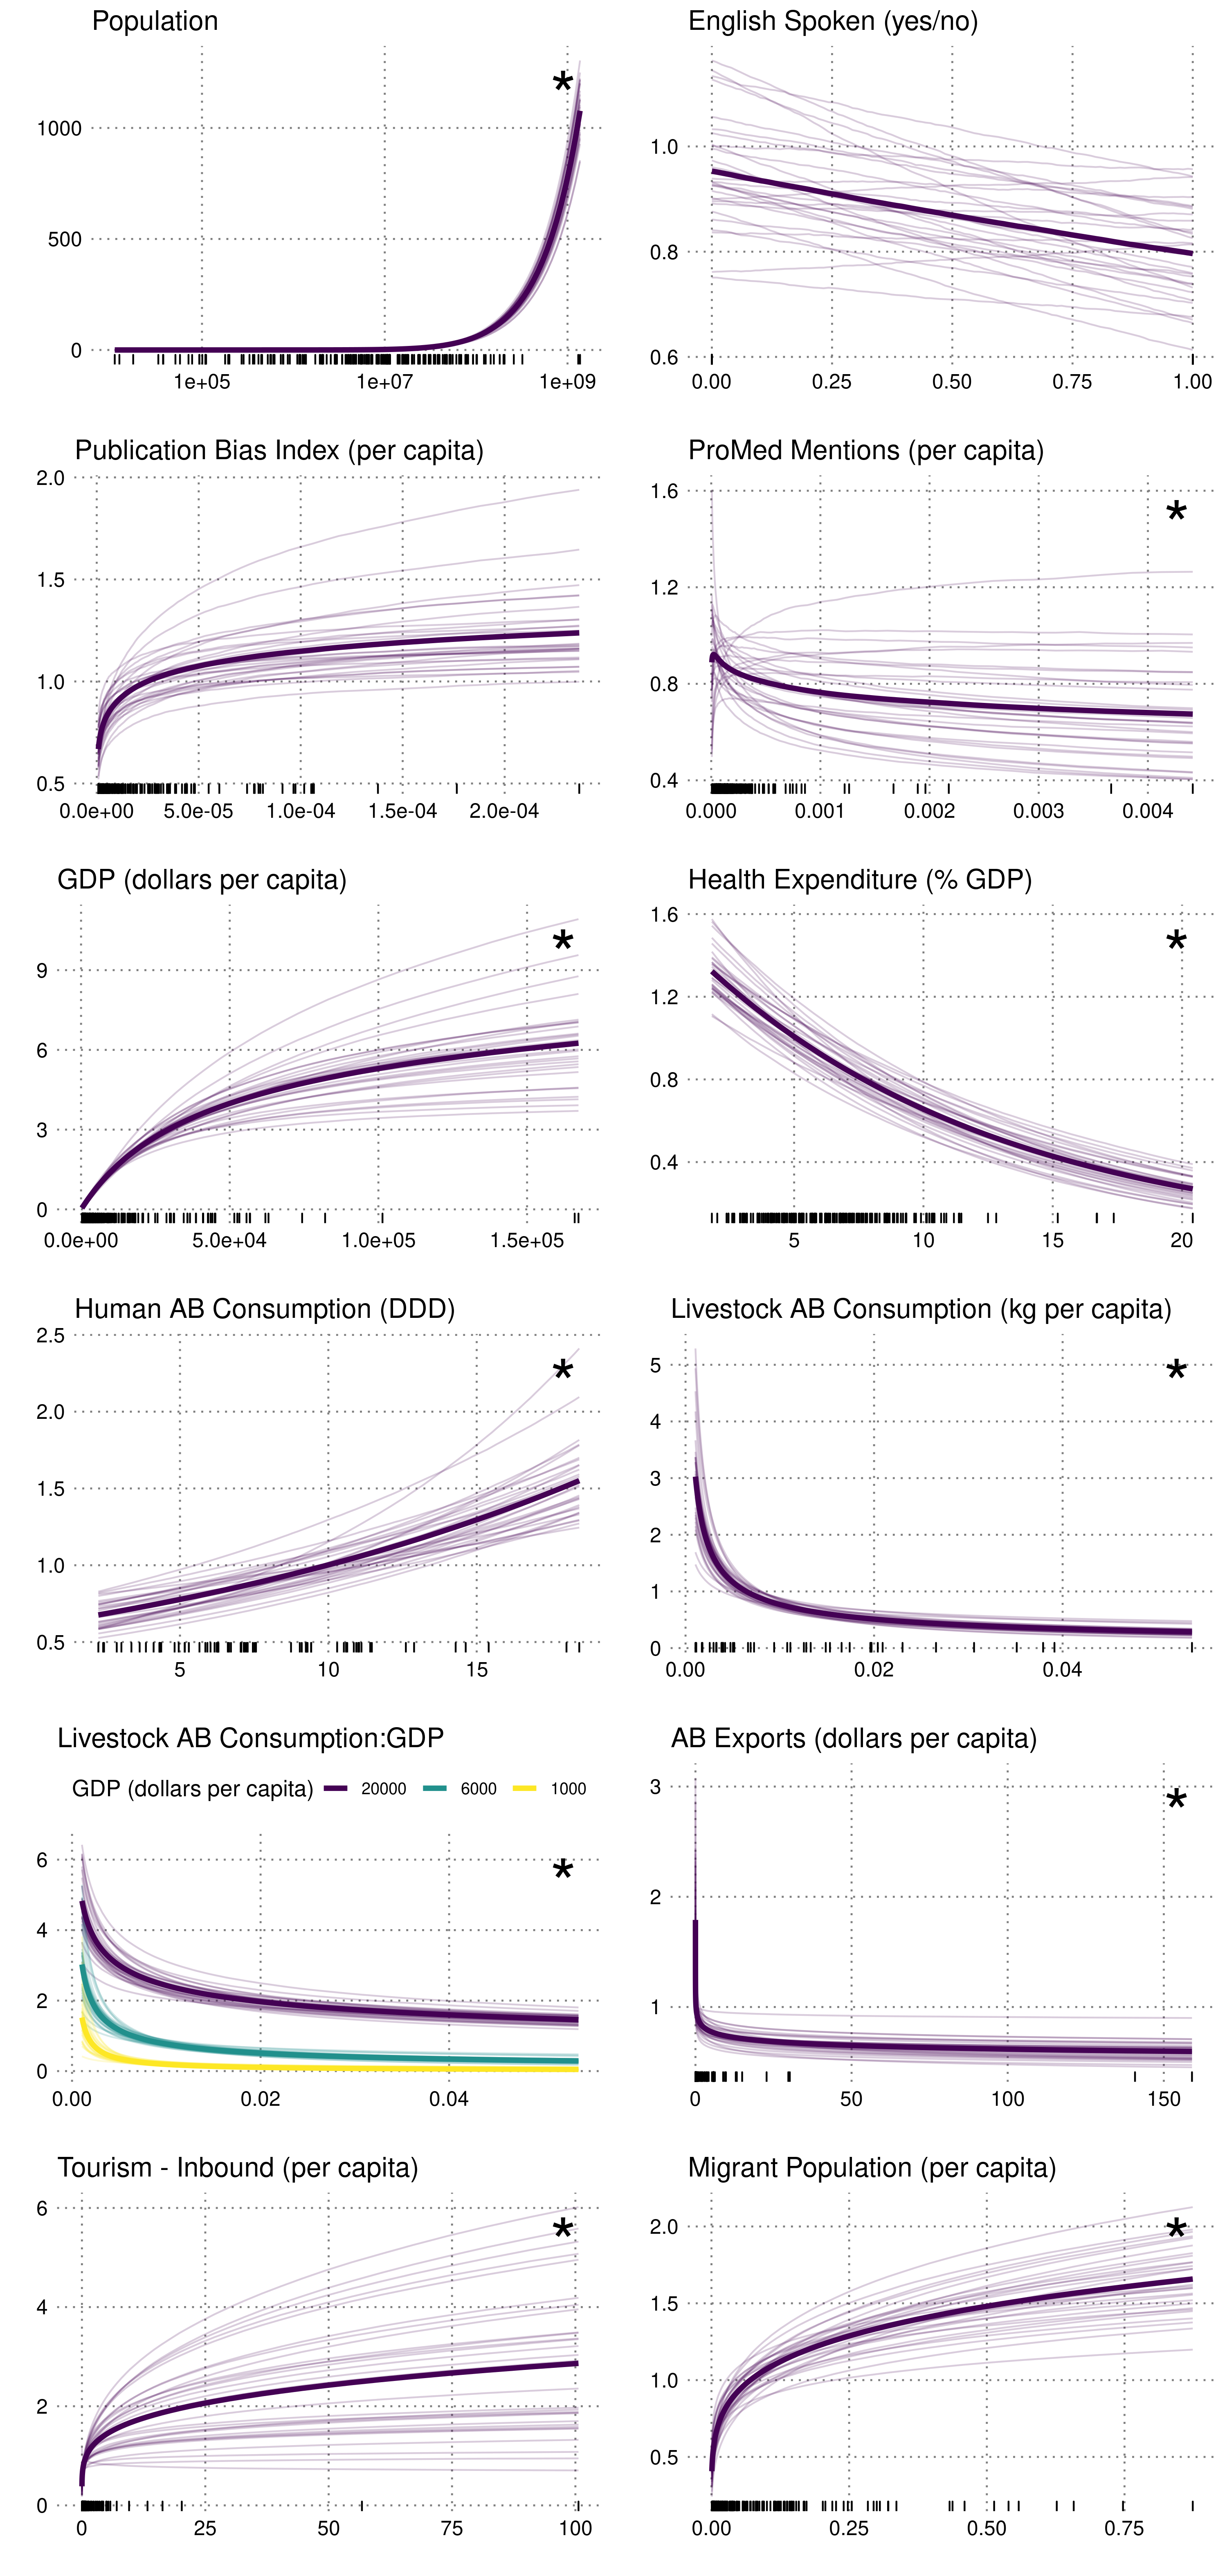 Population
*
1000
500
0
1e+05 1e+07 1e+09
English Spoken (yes/no)
1.0
0.8
0.6
0.00 0.25 0.50 0.75 1.00
Publication Bias Index (per capita)
2.0
1.5
1.0
0.5
0.0e+00 5.0e-05 1.0e-04 1.5e-04 2.0e-04
ProMed Mentions (per capita)
1.6
*
1.2
0.8
0.4
0.000 0.001 0.002 0.003 0.004
GDP (dollars per capita)
*
9
6
3
0
0.0e+00 5.0e+04 1.0e+05 1.5e+05
Health Expenditure (% GDP)
1.6
*
1.2
0.8
0.4
5 10 15 20
Human AB Consumption (DDD)
2.5
*
2.0
1.5
1.0
0.5
5 10 15
Livestock AB Consumption (kg per capita)
5
*
4
3
2
1
0
0.00 0.02 0.04
Livestock AB Consumption:GDP
GDP (dollars per capita) 20000 6000 1000
6
*
4
2
0
0.00 0.02 0.04
AB Exports (dollars per capita)
3
*
2
1
0 50 100 150
Tourism - Inbound (per capita)
6
*
4
2
0
0 25 50 75 100
Migrant Population (per capita)
2.0
*
1.5
1.0
0.5
0.00 0.25 0.50 0.75